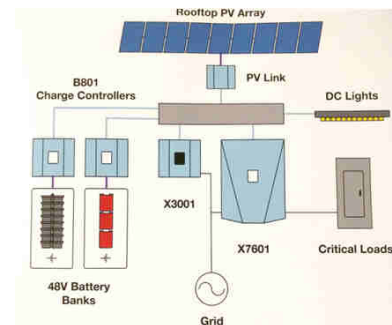 Rooftop PV Array
PV Link
B801
Charge Controllers
DC Lights
X3001
X7601
Critical Loads
48V Battery
Banks
Grid